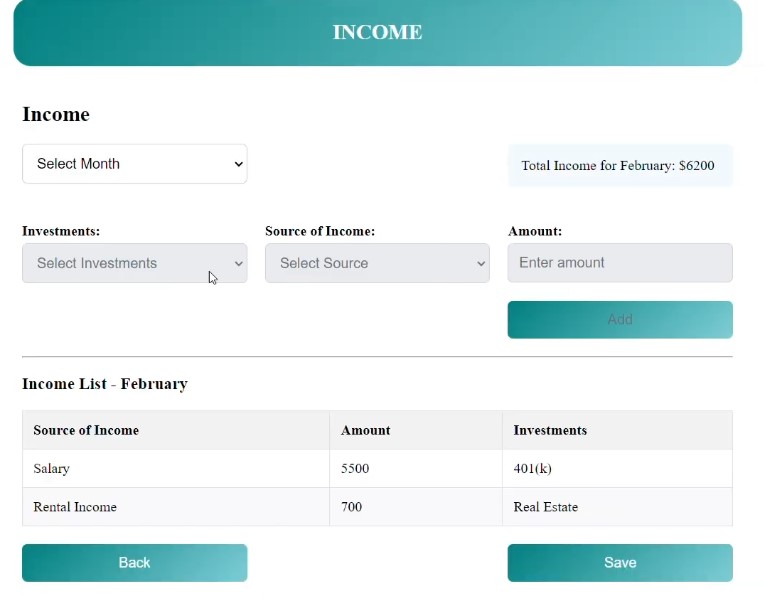 INCOME
Income
Select Month
Total Income for February: $6200
Investments: Source of Income: Amount:
Select Investments Select Source Enter amount
Add
Income List - February
Source of Income Amount Investments
Salary 5500 401(k)
Rental Income 700 Real Estate
Back Save